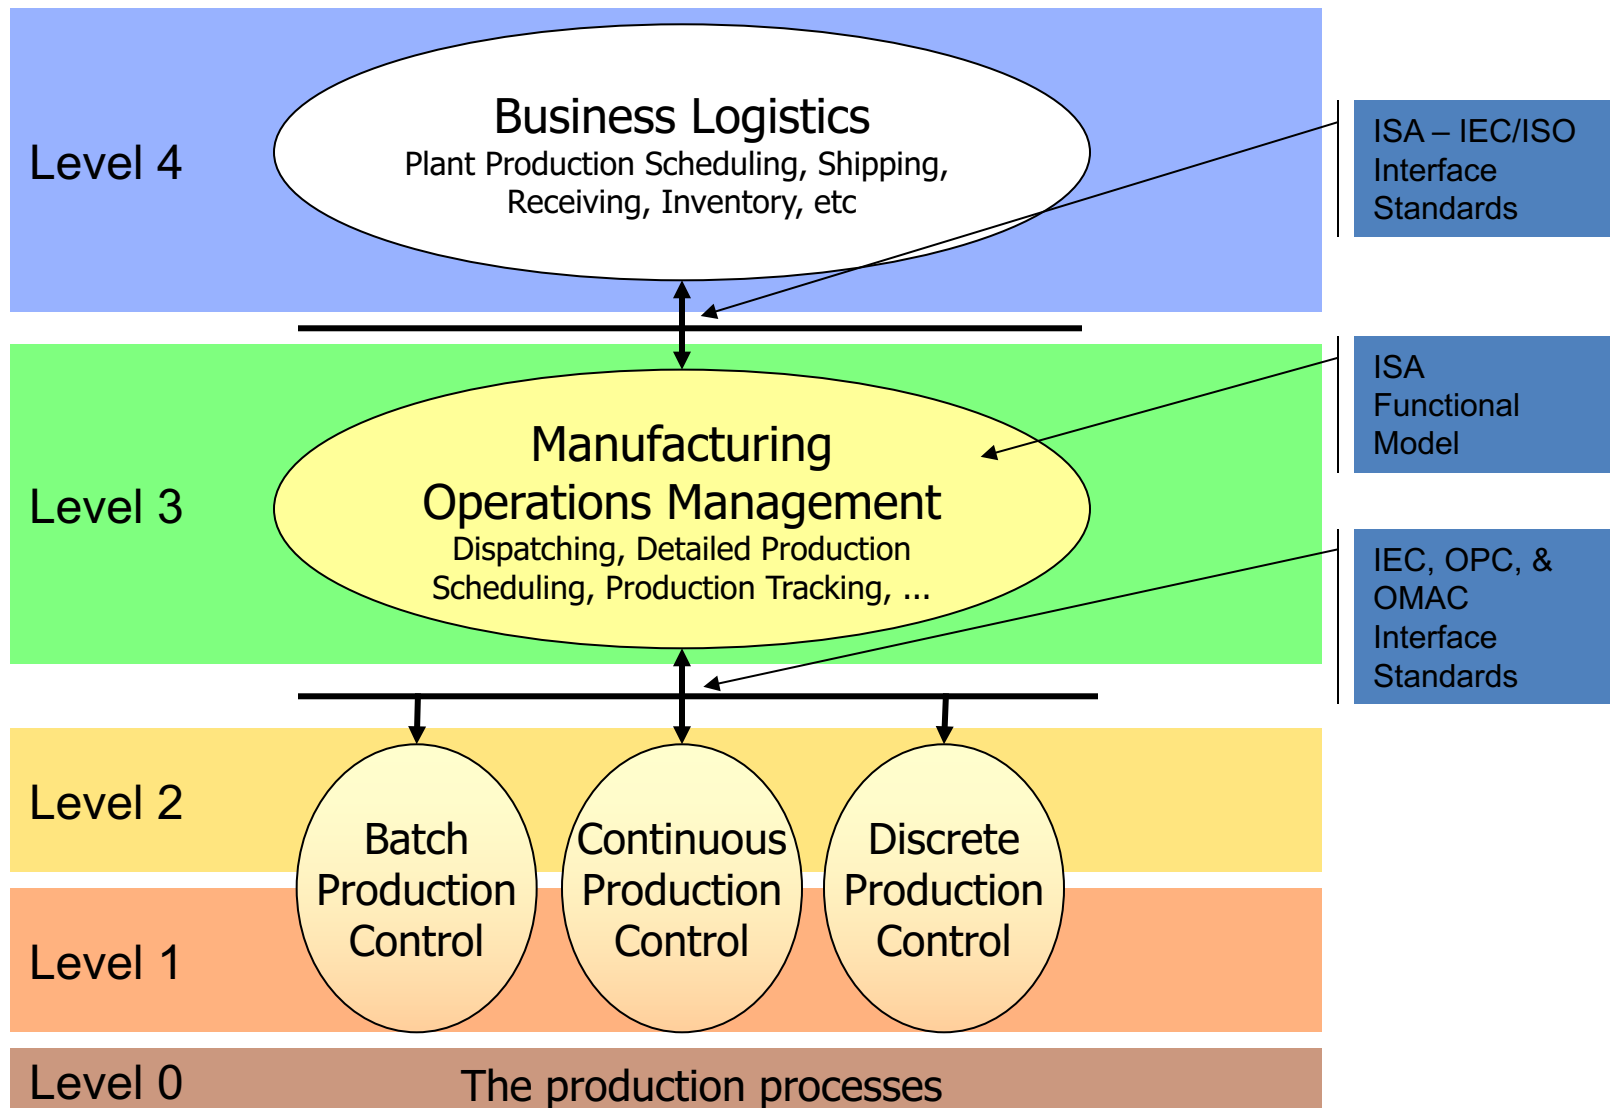 Level 4
Business Logistics
Plant Production Scheduling, Shipping,
Receiving, Inventory, etc
ISA – IEC/ISO
Interface
Standards
Level 3
Manufacturing
Operations Management
Dispatching, Detailed Production
Scheduling, Production Tracking, ...
ISA
Functional
Model
IEC, OPC, &
OMAC
Interface
Standards
Level 2
Level 1
Batch
Production
Control
Continuous
Production
Control
Discrete
Production
Control
Level 0
The production processes